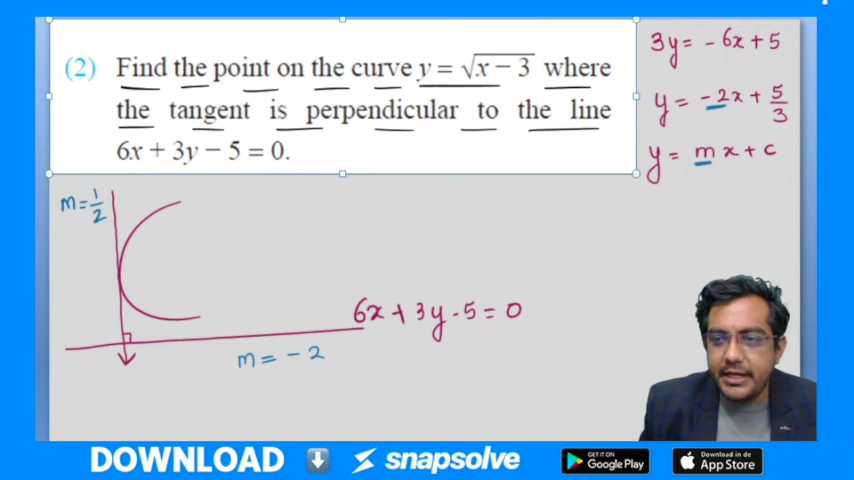 (2) Find the point on the curve y = √x − 3 where
the tangent is perpendicular to the line
6x + 3y − 5 = 0.
3y = - 6x + 5
y = -2x + 5/3
y = mx + c
m = 1/2
6x + 3y - 5 = 0
m = - 2
DOWNLOAD snapsolve
GET IT ON
Google Play
Download in de
App Store